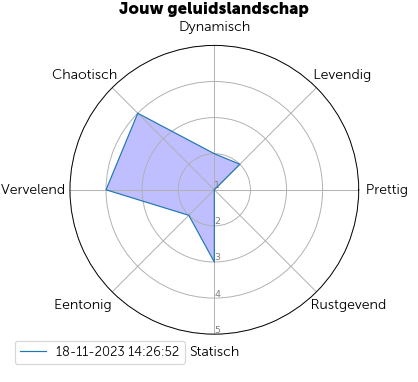 Jouw geluidslandschap
Dynamisch
Chaotisch
Levendig
Vervelend
Prettig
1
2
3
4
5
Eentonig
Rustgevend
18-11-2023 14:26:52
Statisch